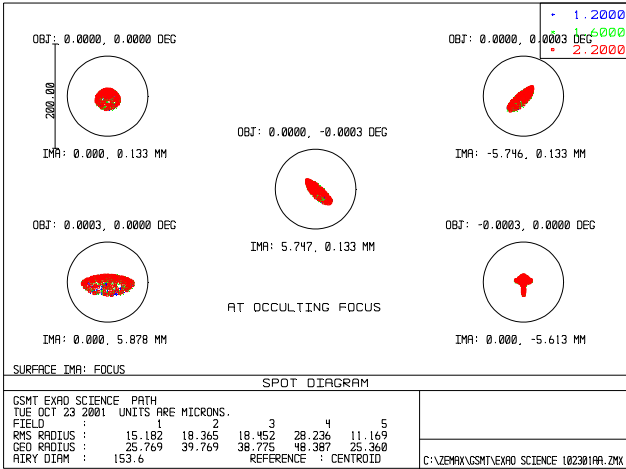 1.2000
1.6000
2.2000
OBJ: 0.0000, 0.0000 DEG
OBJ: 0.0000, 0.0003 DEG
200.00
OBJ: 0.0000, -0.0003 DEG
IMA: 0.000, 0.133 MM
IMA: -5.746, 0.133 MM
OBJ: 0.0003, 0.0000 DEG
OBJ: -0.0003, 0.0000 DEG
IMA: 5.747, 0.133 MM
AT OCCULTING FOCUS
IMA: 0.000, 5.878 MM
IMA: 0.000, -5.613 MM
SURFACE IMA: FOCUS
SPOT DIAGRAM
GSMT EXAO SCIENCE PATH
TUE OCT 23 2001 UNITS ARE MICRONS.
FIELD : 1 2 3 4 5
RMS RADIUS : 15.182 18.365 18.452 28.236 11.169
GEO RADIUS : 25.769 39.769 38.775 48.387 25.360
AIRY DIAM : 153.6 REFERENCE : CENTROID
C:\ZEMAX\GSMT\EXAO SCIENCE 102301AA.ZMX